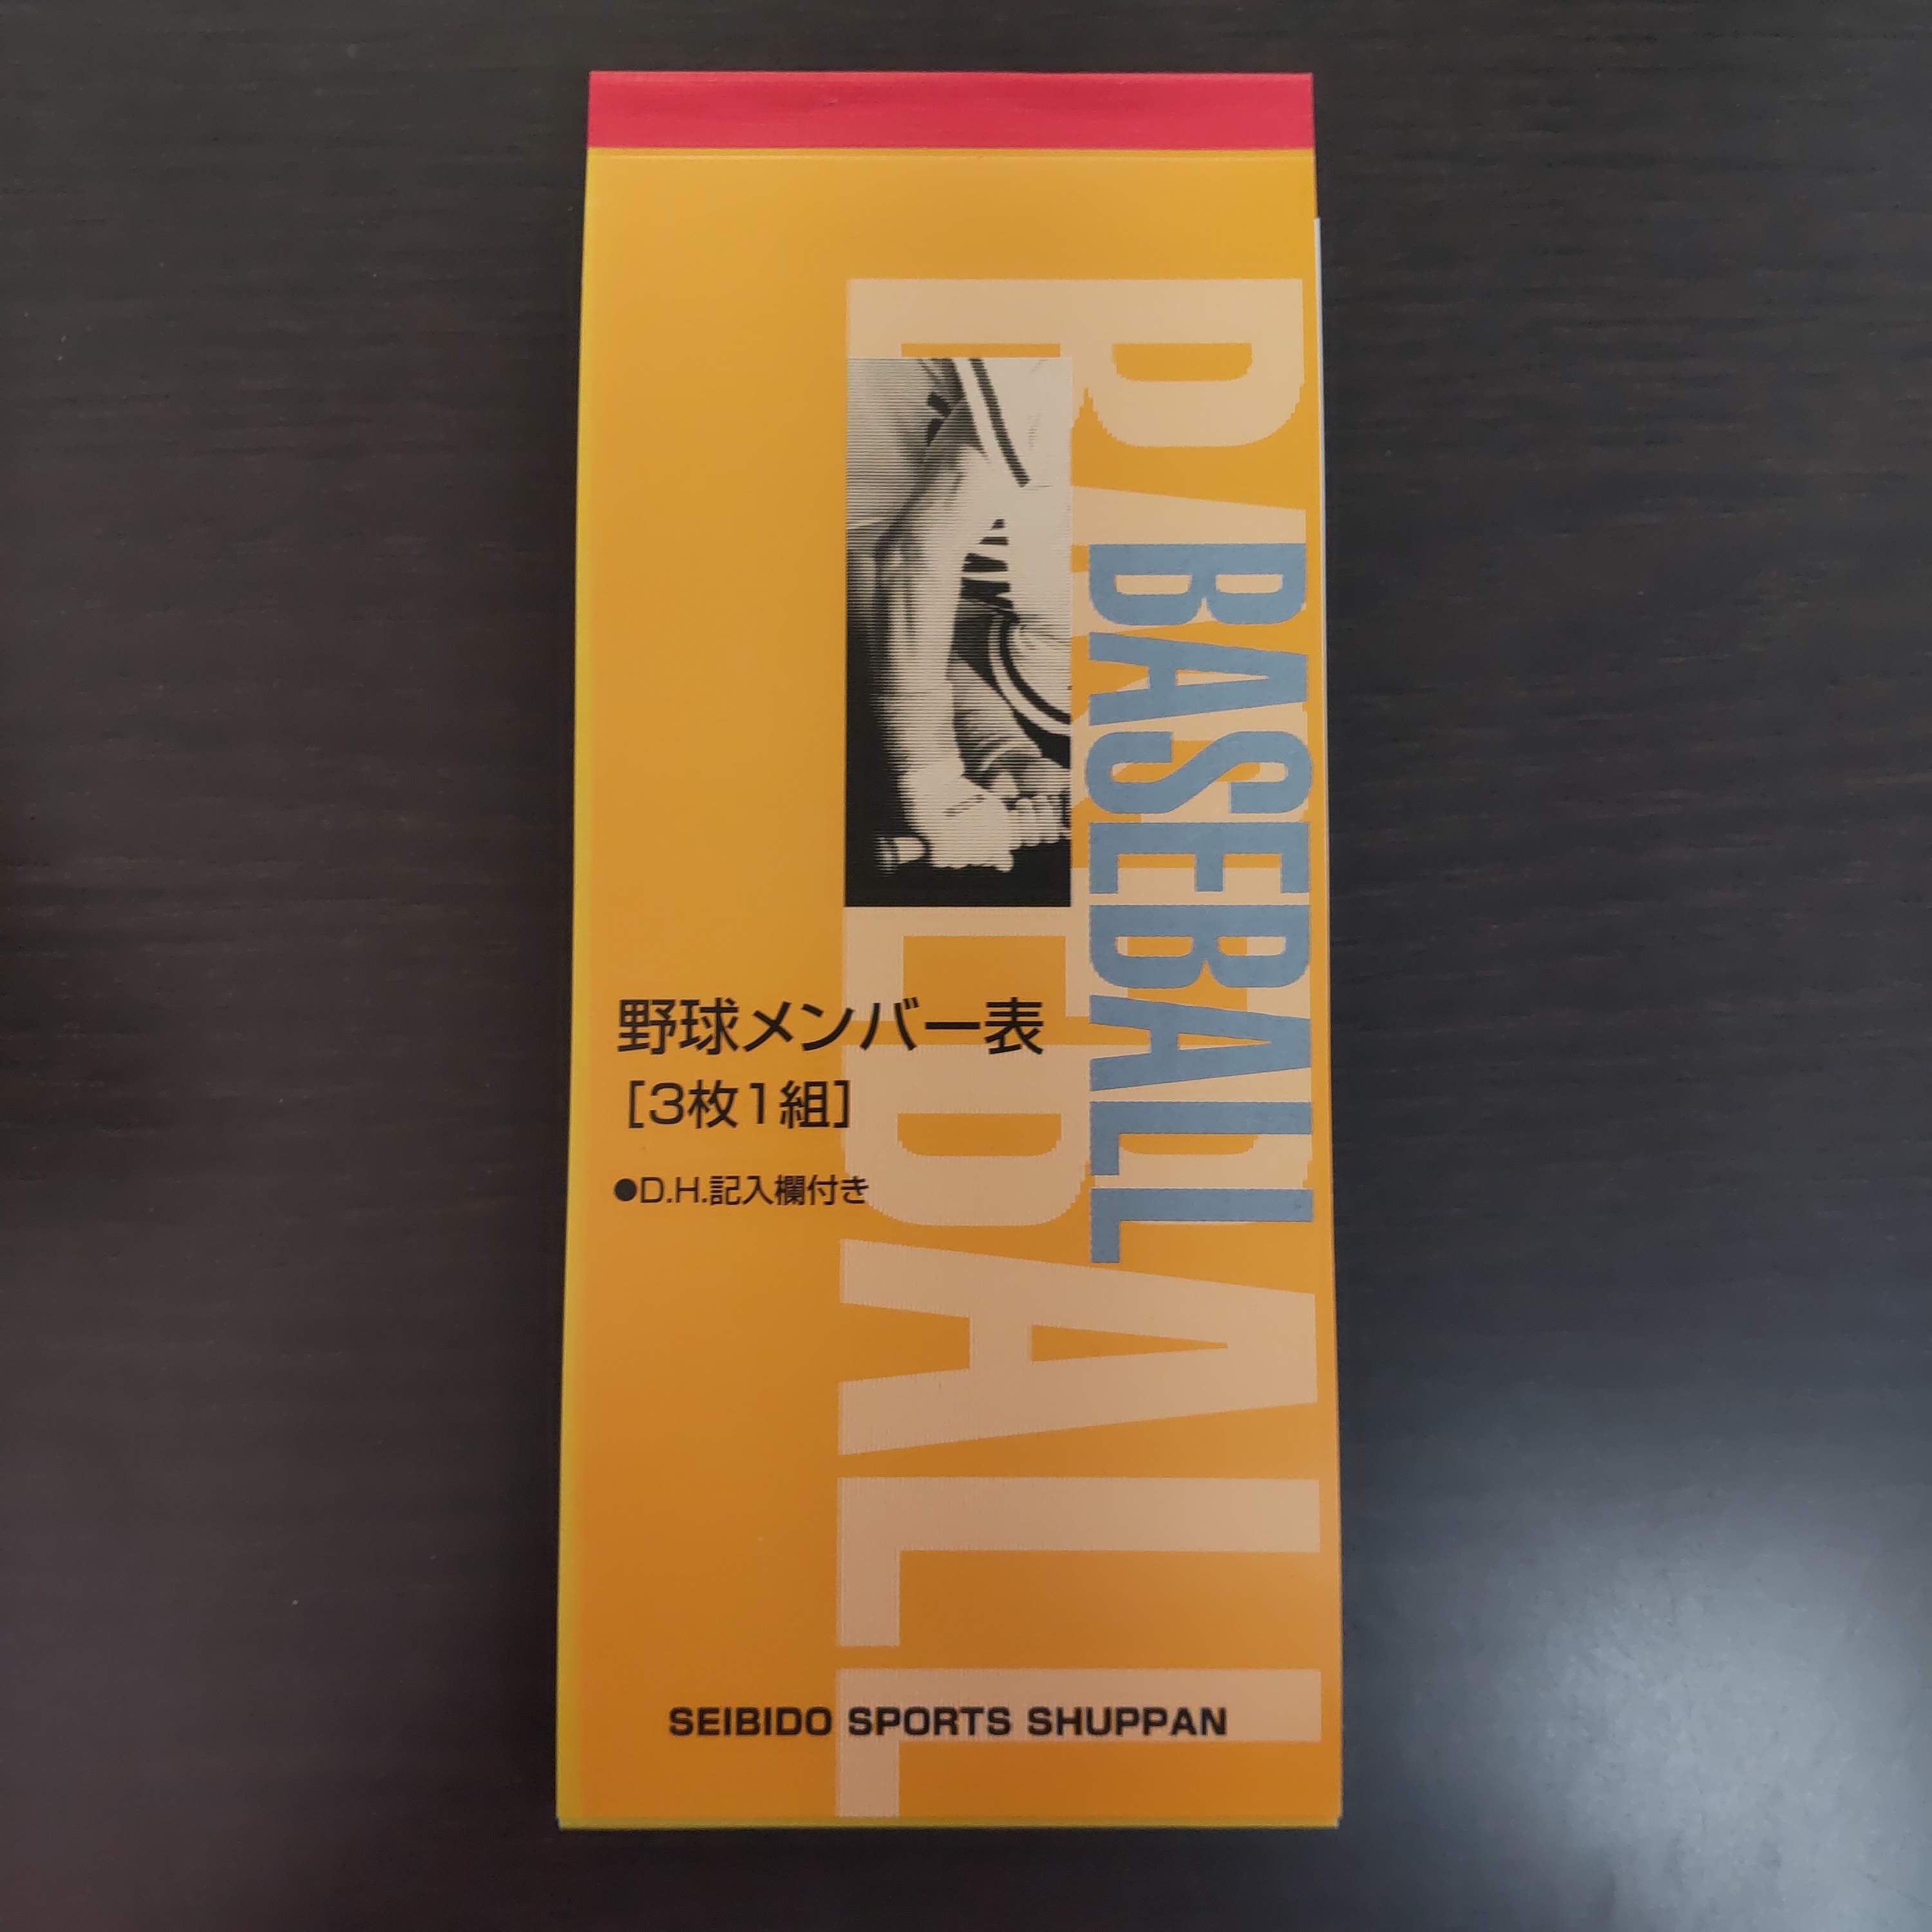 BASEBALL
BASEBALL
野球メンバー表
[3枚1組]
●D.H.記入欄付き
SEIBIDO SPORTS SHUPPAN